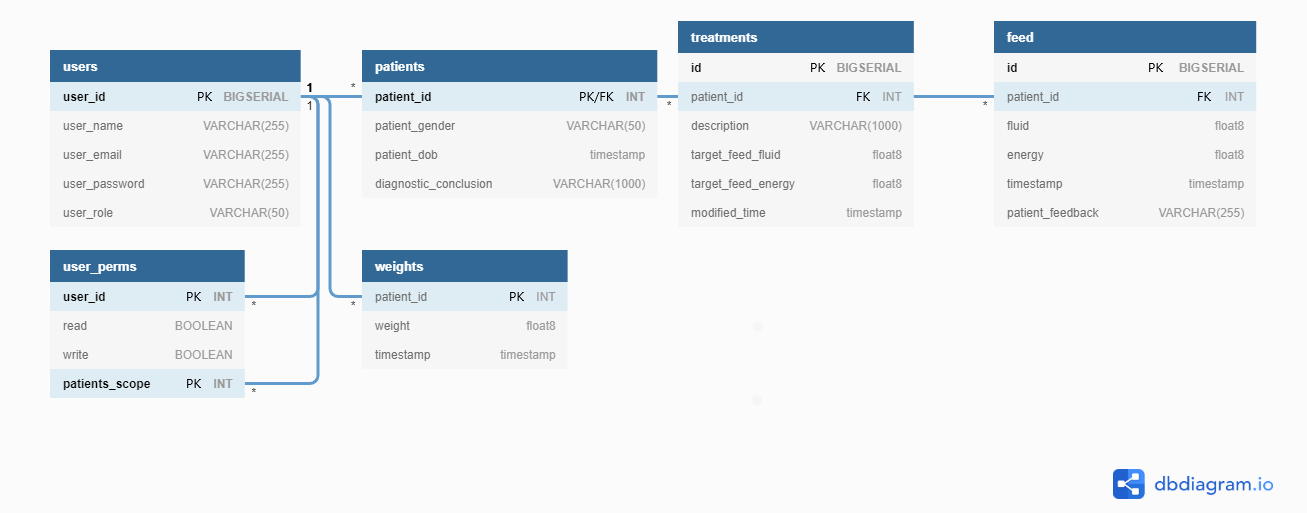 users
user_id PK BIGSERIAL
user_name VARCHAR(255)
user_email VARCHAR(255)
user_password VARCHAR(255)
user_role VARCHAR(50)
1
1
*
patients
patient_id PK/FK INT
patient_gender VARCHAR(50)
patient_dob timestamp
diagnostic_conclusion VARCHAR(1000)
*
treatments
id PK BIGSERIAL
patient_id FK INT
description VARCHAR(1000)
target_feed_fluid float8
target_feed_energy float8
modified_time timestamp
*
feed
id PK BIGSERIAL
patient_id FK INT
fluid float8
energy float8
timestamp timestamp
patient_feedback VARCHAR(255)
user_perms
user_id PK INT
*
read BOOLEAN
write BOOLEAN
patients_scope PK INT
*
*
weights
patient_id PK INT
weight float8
timestamp timestamp
dbdiagram.io